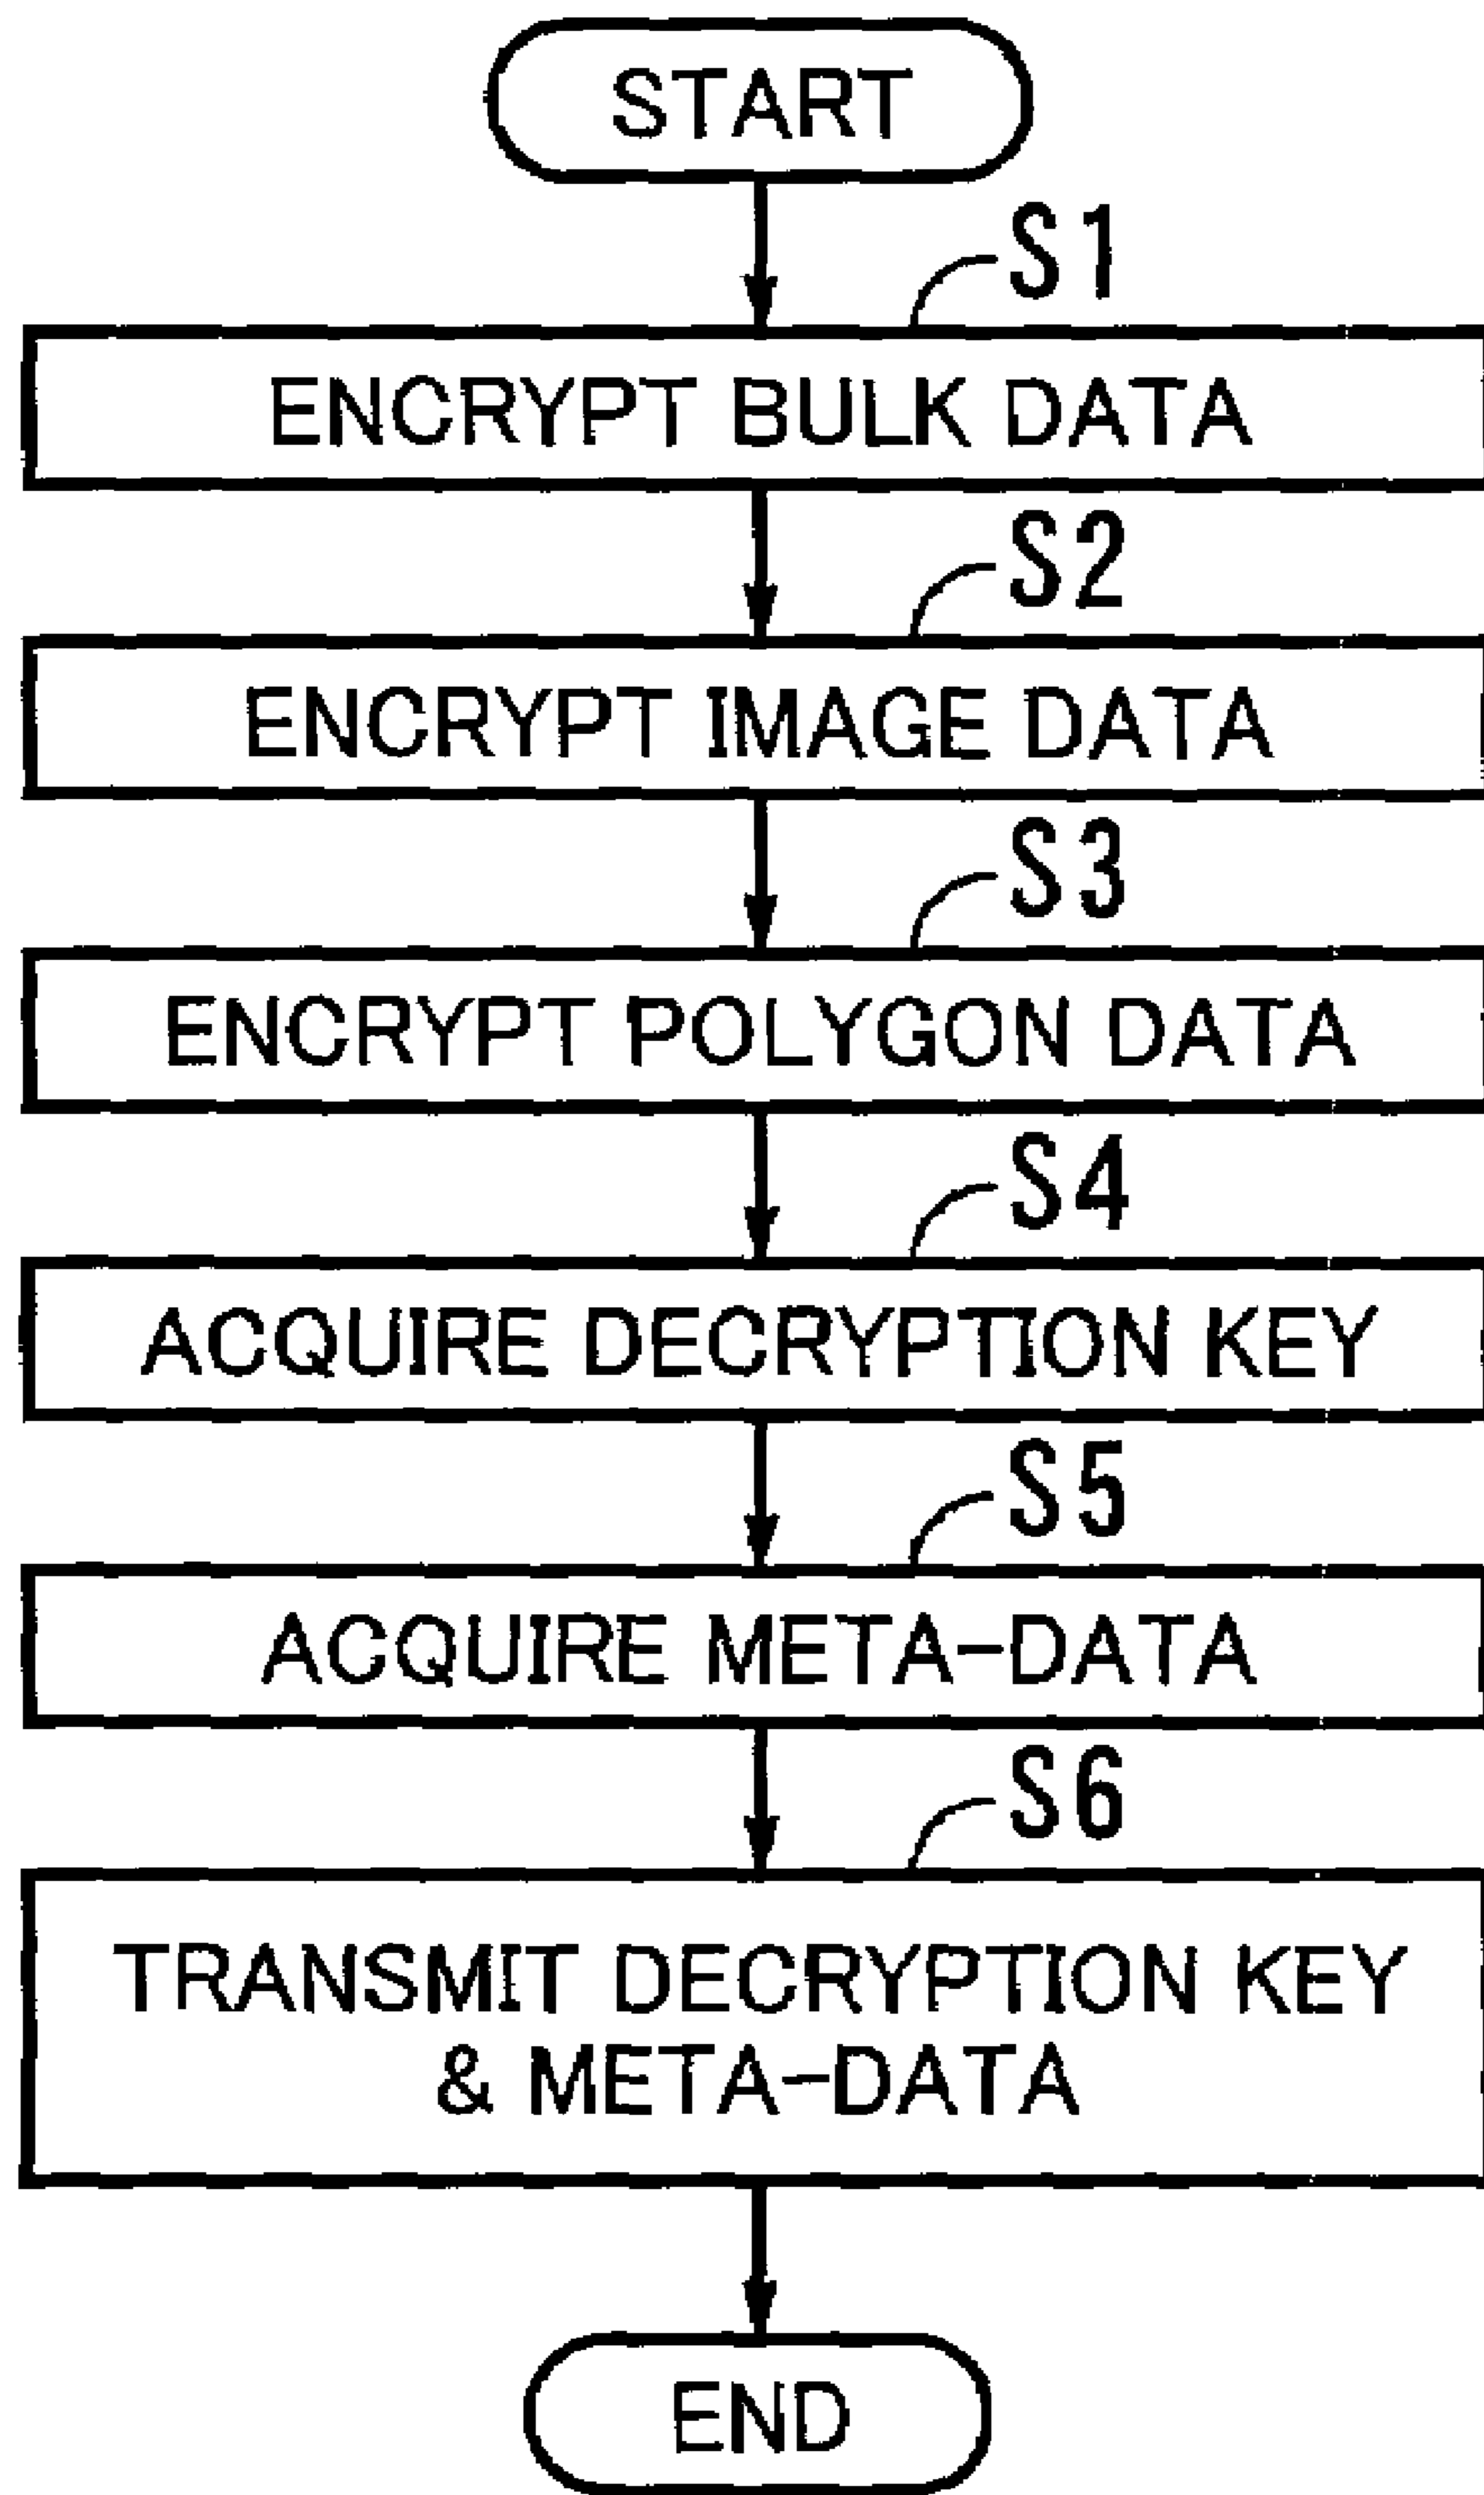 START
S1
ENCRYPT BULK DATA
S2
ENCRYPT IMAGE DATA
S3
ENCRYPT POLYGON DATA
S4
ACQUIRE DECRYPTION KEY
S5
ACQUIRE META-DATA
S6
TRANSMIT DECRYPTION KEY
& META-DATA
END